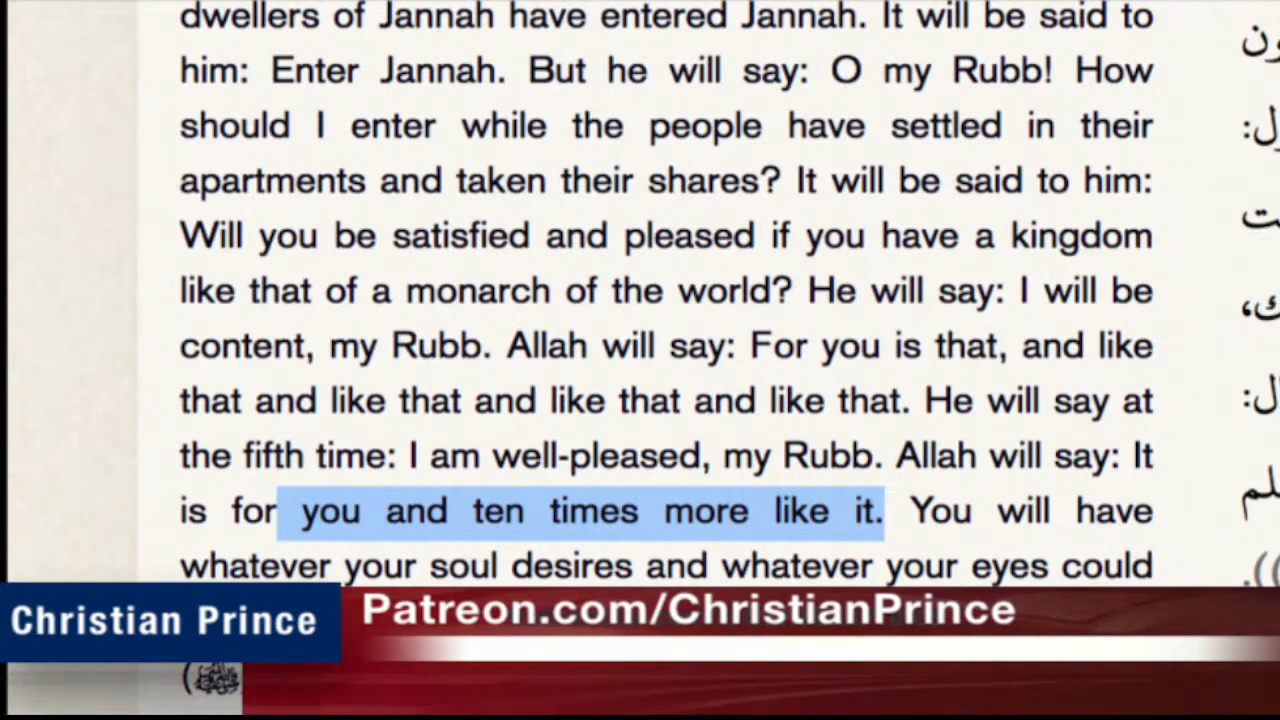 dwellers of Jannah have entered Jannah. It will be said to
him: Enter Jannah. But he will say: O my Rubb! How
should I enter while the people have settled in their
apartments and taken their shares? It will be said to him:
Will you be satisfied and pleased if you have a kingdom
like that of a monarch of the world? He will say: I will be
content, my Rubb. Allah will say: For you is that, and like
that and like that and like that and like that. He will say at
the fifth time: I am well-pleased, my Rubb. Allah will say: It
is for you and ten times more like it. You will have
whatever your soul desires and whatever your eyes could
Christian Prince
Patreon.com/ChristianPrince
(ﷺ